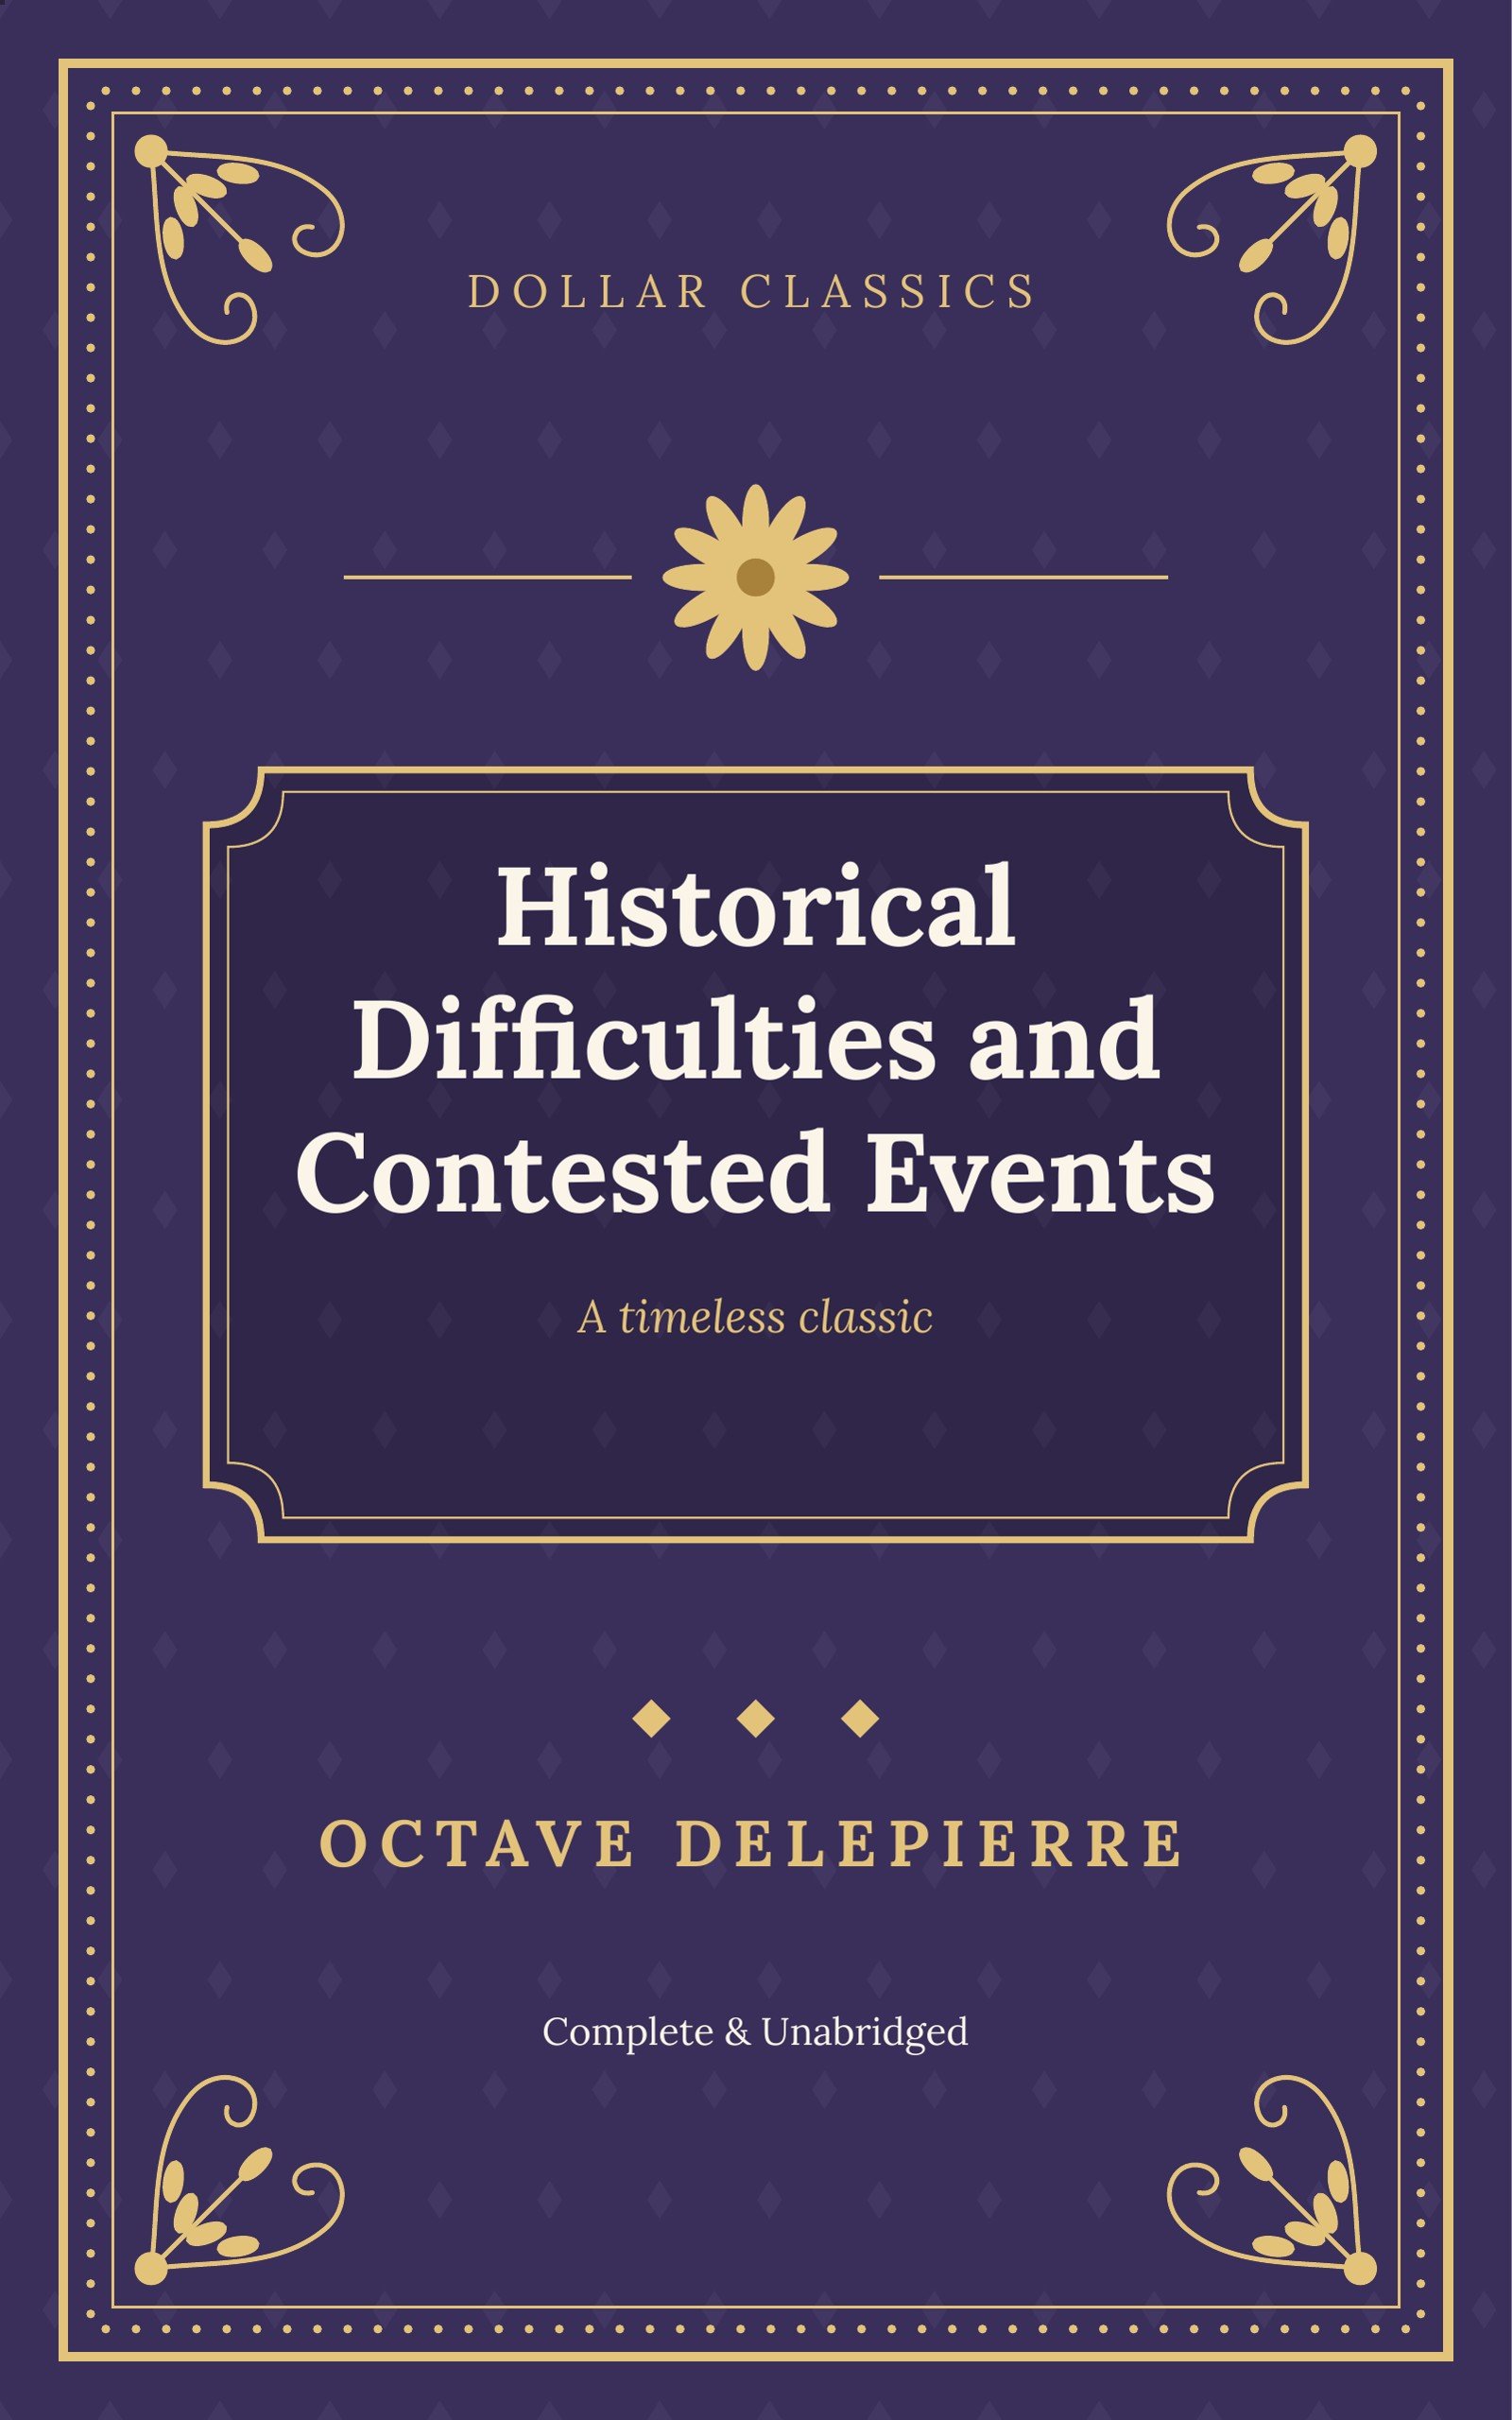 DOLLAR CLASSICS
Historical
Difficulties and
Contested Events
A timeless classic
OCTAVE DELEPIERRE
Complete & Unabridged